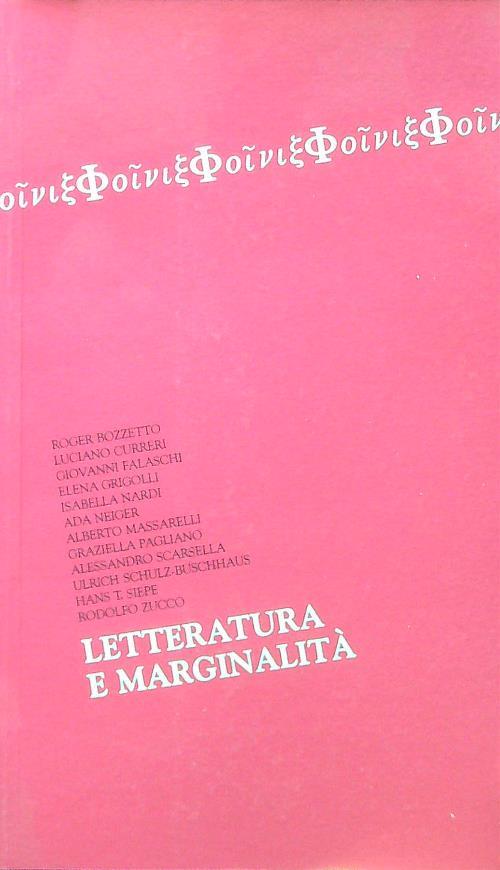 οῖνιξΦοῖνιξΦοῖνιξΦοῖνιξΦοῖν
ROGER BOZZETTO
LUCIANO CURRERI
GIOVANNI FALASCHI
ELENA GRIGOLLI
ISABELLA NARDI
ADA NEIGER
ALBERTO MASSARELLI
GRAZIELLA PAGLIANO
ALESSANDRO SCARSELLA
ULRICH SCHULZ-BUSCHHAUS
HANS T. SIEPE
RODOLFO ZUCCO
LETTERATURA
E MARGINALITÀ